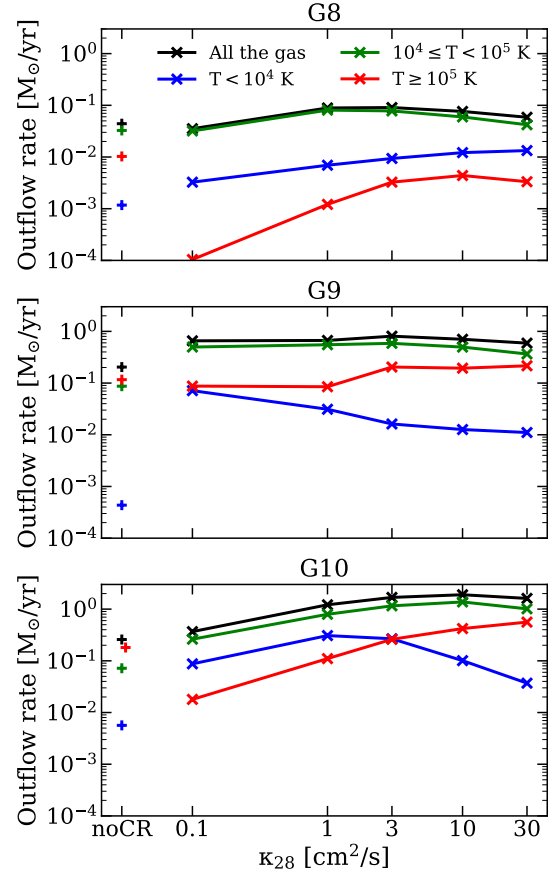 G8
All the gas
10⁴ ≤ T < 10⁵ K
T < 10⁴ K
T ≥ 10⁵ K
Outflow rate [M⊙/yr]
10⁰
10⁻¹
10⁻²
10⁻³
10⁻⁴
G9
Outflow rate [M⊙/yr]
10⁰
10⁻¹
10⁻²
10⁻³
10⁻⁴
G10
Outflow rate [M⊙/yr]
10⁰
10⁻¹
10⁻²
10⁻³
10⁻⁴
noCR 0.1 1 3 10 30
κ₂₈ [cm²/s]